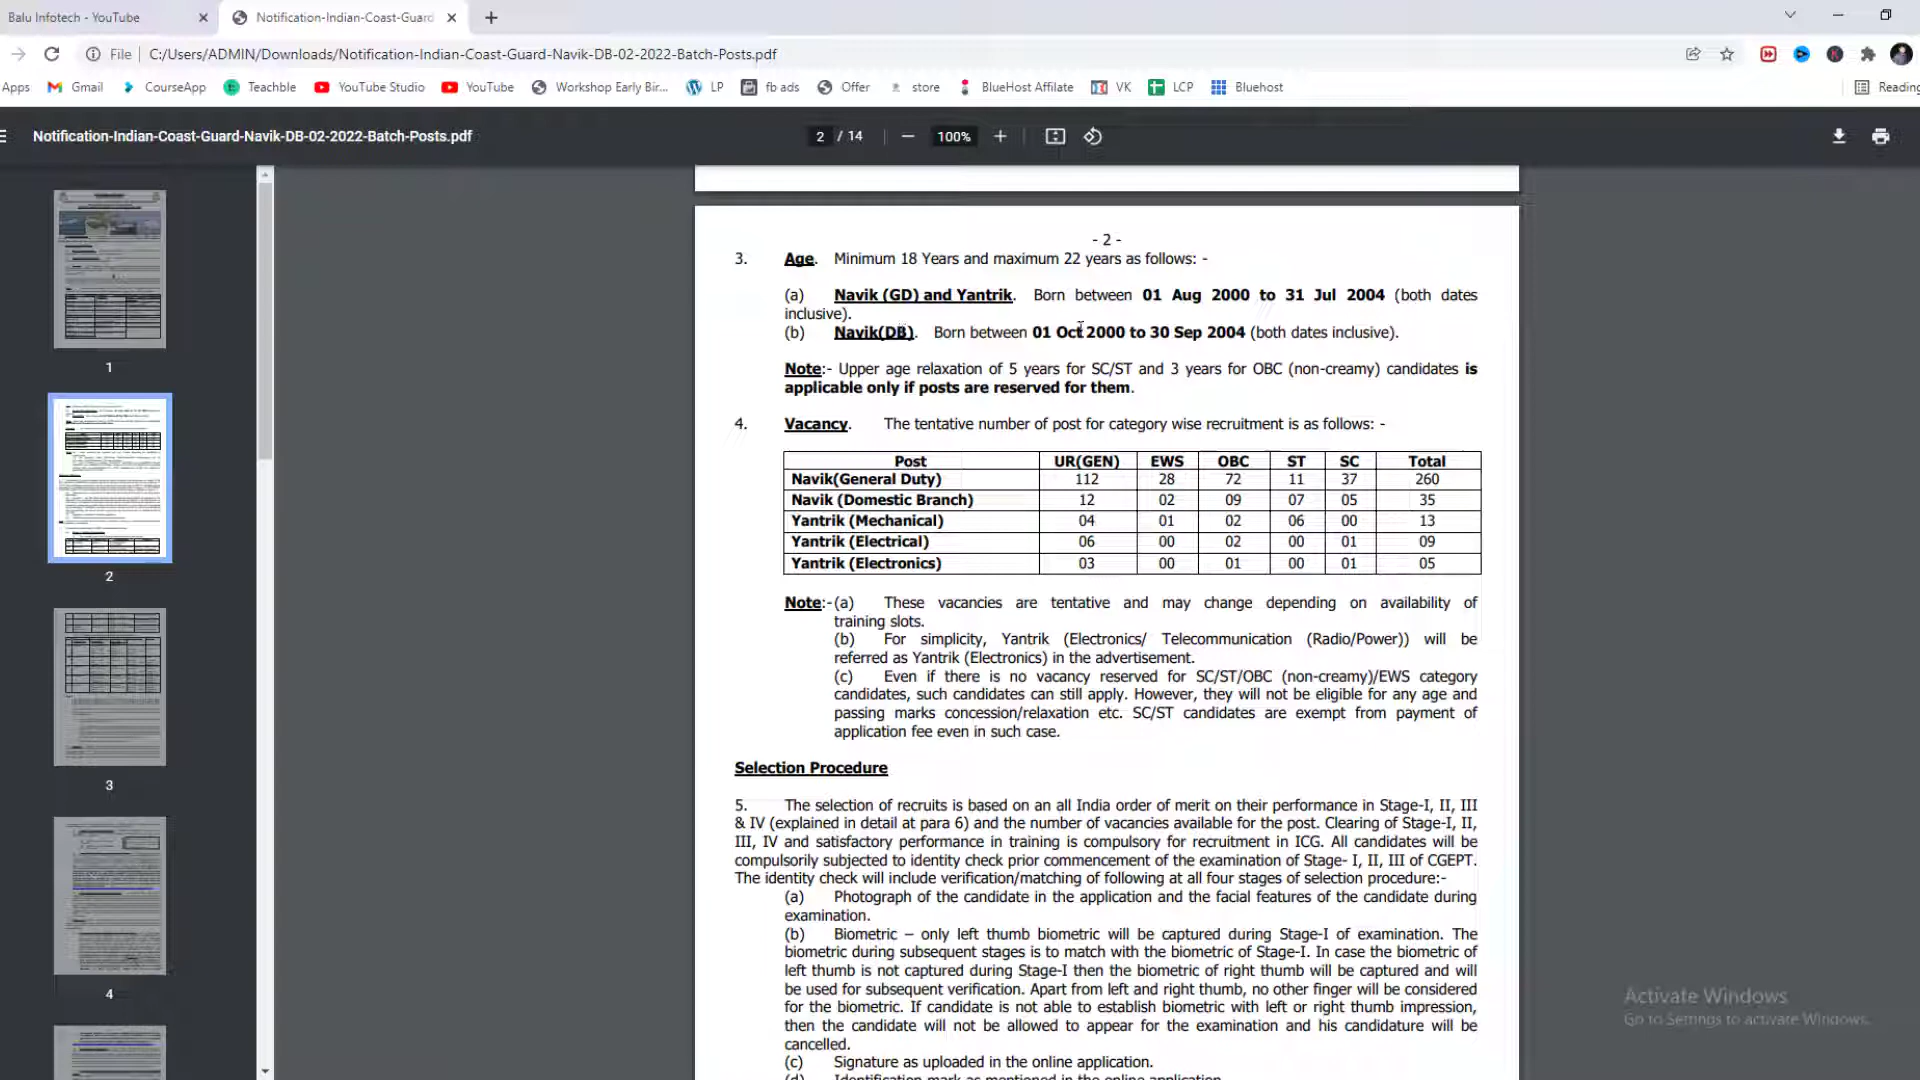 Balu Infotech - YouTube
Notification-Indian-Coast-Guard
File
C:/Users/ADMIN/Downloads/Notification-Indian-Coast-Guard-Navik-DB-02-2022-Batch-Posts.pdf
Apps Gmail CourseApp Teachble YouTube Studio YouTube Workshop Early Bir... LP fb ads Offer store BlueHost Affilate VK LCP Bluehost Reading
Notification-Indian-Coast-Guard-Navik-DB-02-2022-Batch-Posts.pdf 2 / 14 100%
1
2
3
4
- 2 -
3. Age. Minimum 18 Years and maximum 22 years as follows: -
(a) Navik (GD) and Yantrik. Born between 01 Aug 2000 to 31 Jul 2004 (both dates
inclusive).
(b) Navik(DB). Born between 01 Oct 2000 to 30 Sep 2004 (both dates inclusive).
Note:- Upper age relaxation of 5 years for SC/ST and 3 years for OBC (non-creamy) candidates is
applicable only if posts are reserved for them.
4. Vacancy. The tentative number of post for category wise recruitment is as follows: -
Post UR(GEN) EWS OBC ST SC Total
Navik(General Duty) 112 28 72 11 37 260
Navik (Domestic Branch) 12 02 09 07 05 35
Yantrik (Mechanical) 04 01 02 06 00 13
Yantrik (Electrical) 06 00 02 00 01 09
Yantrik (Electronics) 03 00 01 00 01 05
Note:-(a) These vacancies are tentative and may change depending on availability of
training slots.
(b) For simplicity, Yantrik (Electronics/ Telecommunication (Radio/Power)) will be
referred as Yantrik (Electronics) in the advertisement.
(c) Even if there is no vacancy reserved for SC/ST/OBC (non-creamy)/EWS category
candidates, such candidates can still apply. However, they will not be eligible for any age and
passing marks concession/relaxation etc. SC/ST candidates are exempt from payment of
application fee even in such case.
Selection Procedure
5. The selection of recruits is based on an all India order of merit on their performance in Stage-I, II, III
& IV (explained in detail at para 6) and the number of vacancies available for the post. Clearing of Stage-I, II,
III, IV and satisfactory performance in training is compulsory for recruitment in ICG. All candidates will be
compulsorily subjected to identity check prior commencement of the examination of Stage- I, II, III of CGEPT.
The identity check will include verification/matching of following at all four stages of selection procedure:-
(a) Photograph of the candidate in the application and the facial features of the candidate during
examination.
(b) Biometric – only left thumb biometric will be captured during Stage-I of examination. The
biometric during subsequent stages is to match with the biometric of Stage-I. In case the biometric of
left thumb is not captured during Stage-I then the biometric of right thumb will be captured and will
be used for subsequent verification. Apart from left and right thumb, no other finger will be considered
for the biometric. If candidate is not able to establish biometric with left or right thumb impression,
then the candidate will not be allowed to appear for the examination and his candidature will be
cancelled.
(c) Signature as uploaded in the online application.
(d) Identification mark as mentioned in the online application.
Activate Windows
Go to Settings to activate Windows.